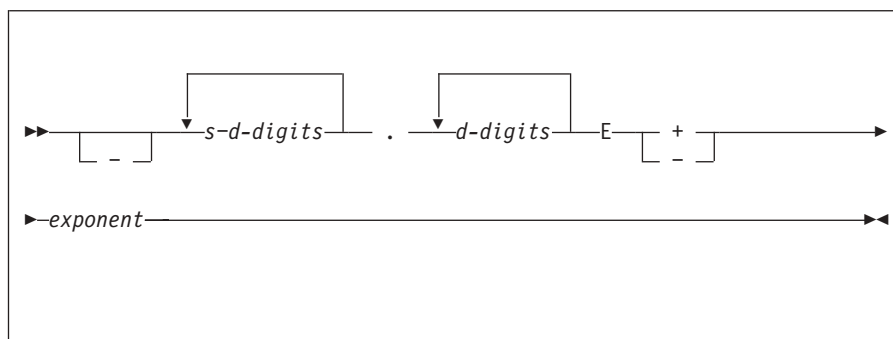 s-d-digits . d-digits E +
- -
exponent